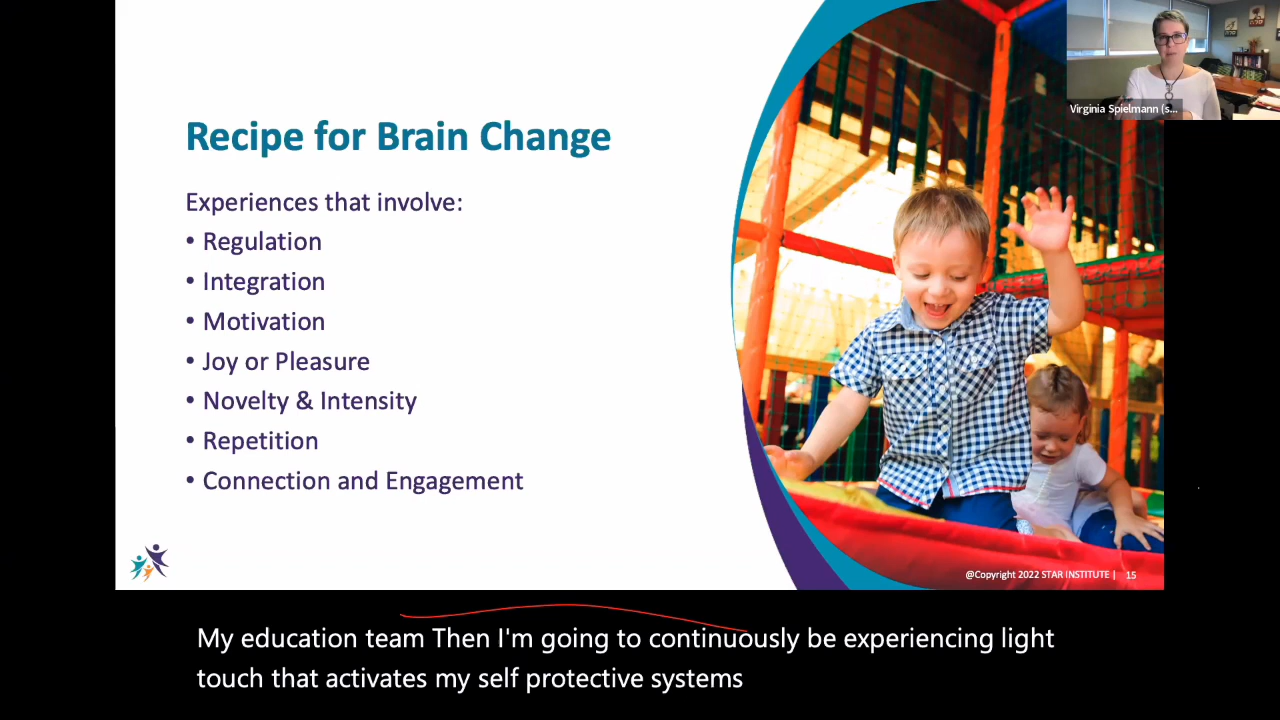 Virginia Spielmann (s...
Recipe for Brain Change
Experiences that involve:
• Regulation
• Integration
• Motivation
• Joy or Pleasure
• Novelty & Intensity
• Repetition
• Connection and Engagement
@Copyright 2022 STAR INSTITUTE | 15
My education team Then I'm going to continuously be experiencing light
touch that activates my self protective systems